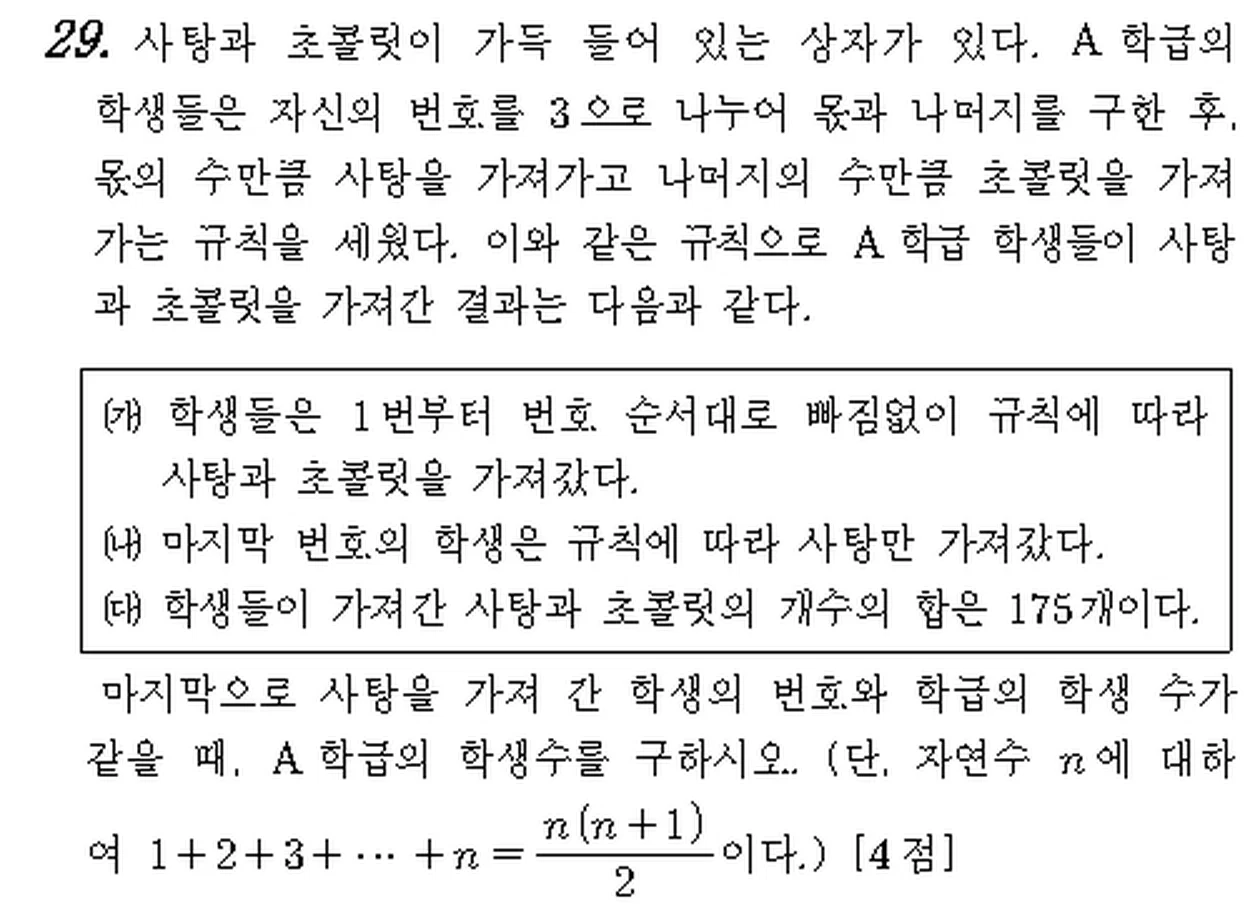 29. 사탕과 초콜릿이 가득 들어 있는 상자가 있다. A 학급의
학생들은 자신의 번호를 3으로 나누어 몫과 나머지를 구한 후,
몫의 수만큼 사탕을 가져가고 나머지의 수만큼 초콜릿을 가져
가는 규칙을 세웠다. 이와 같은 규칙으로 A 학급 학생들이 사탕
과 초콜릿을 가져간 결과는 다음과 같다.
(가) 학생들은 1번부터 번호 순서대로 빠짐없이 규칙에 따라
사탕과 초콜릿을 가져갔다.
(나) 마지막 번호의 학생은 규칙에 따라 사탕만 가져갔다.
(다) 학생들이 가져간 사탕과 초콜릿의 개수의 합은 175개이다.
마지막으로 사탕을 가져 간 학생의 번호와 학급의 학생 수가
같을 때, A 학급의 학생수를 구하시오. (단, 자연수 n에 대하
여 1+2+3+ ⋯ +n = n(n+1)/2 이다.) [4점]